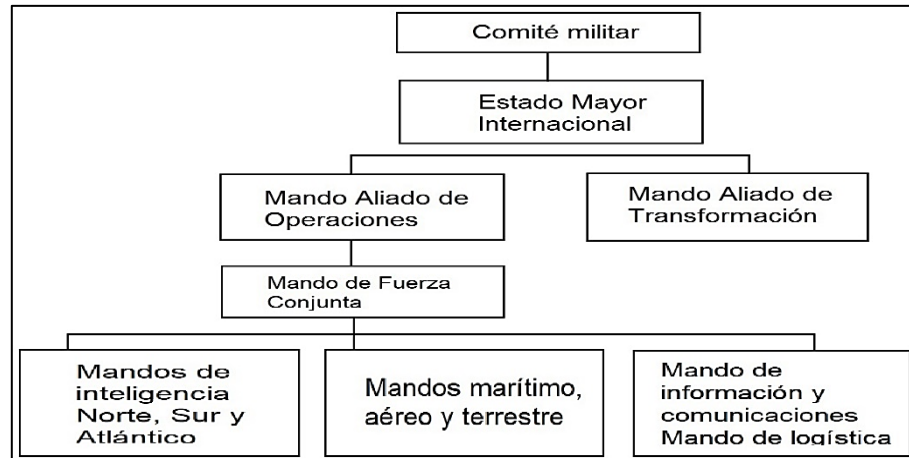 Comité militar
Estado Mayor
Internacional
Mando Aliado de
Operaciones
Mando Aliado de
Transformación
Mando de Fuerza
Conjunta
Mandos de
inteligencia
Norte, Sur y
Atlántico
Mandos marítimo,
aéreo y terrestre
Mando de
información y
comunicaciones
Mando de logística